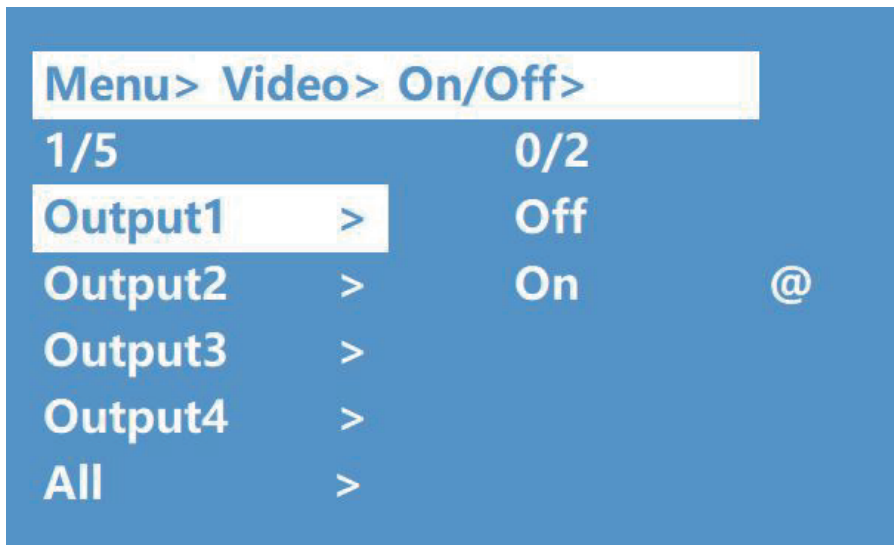 Menu> Video> On/Off>
1/5 0/2
Output1 > Off
Output2 > On @
Output3 >
Output4 >
All >